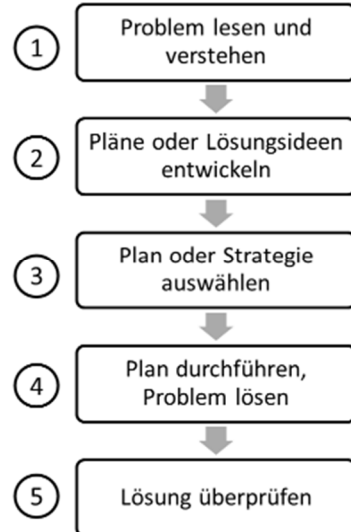 1
Problem lesen und
verstehen
2
Pläne oder Lösungsideen
entwickeln
3
Plan oder Strategie
auswählen
4
Plan durchführen,
Problem lösen
5
Lösung überprüfen